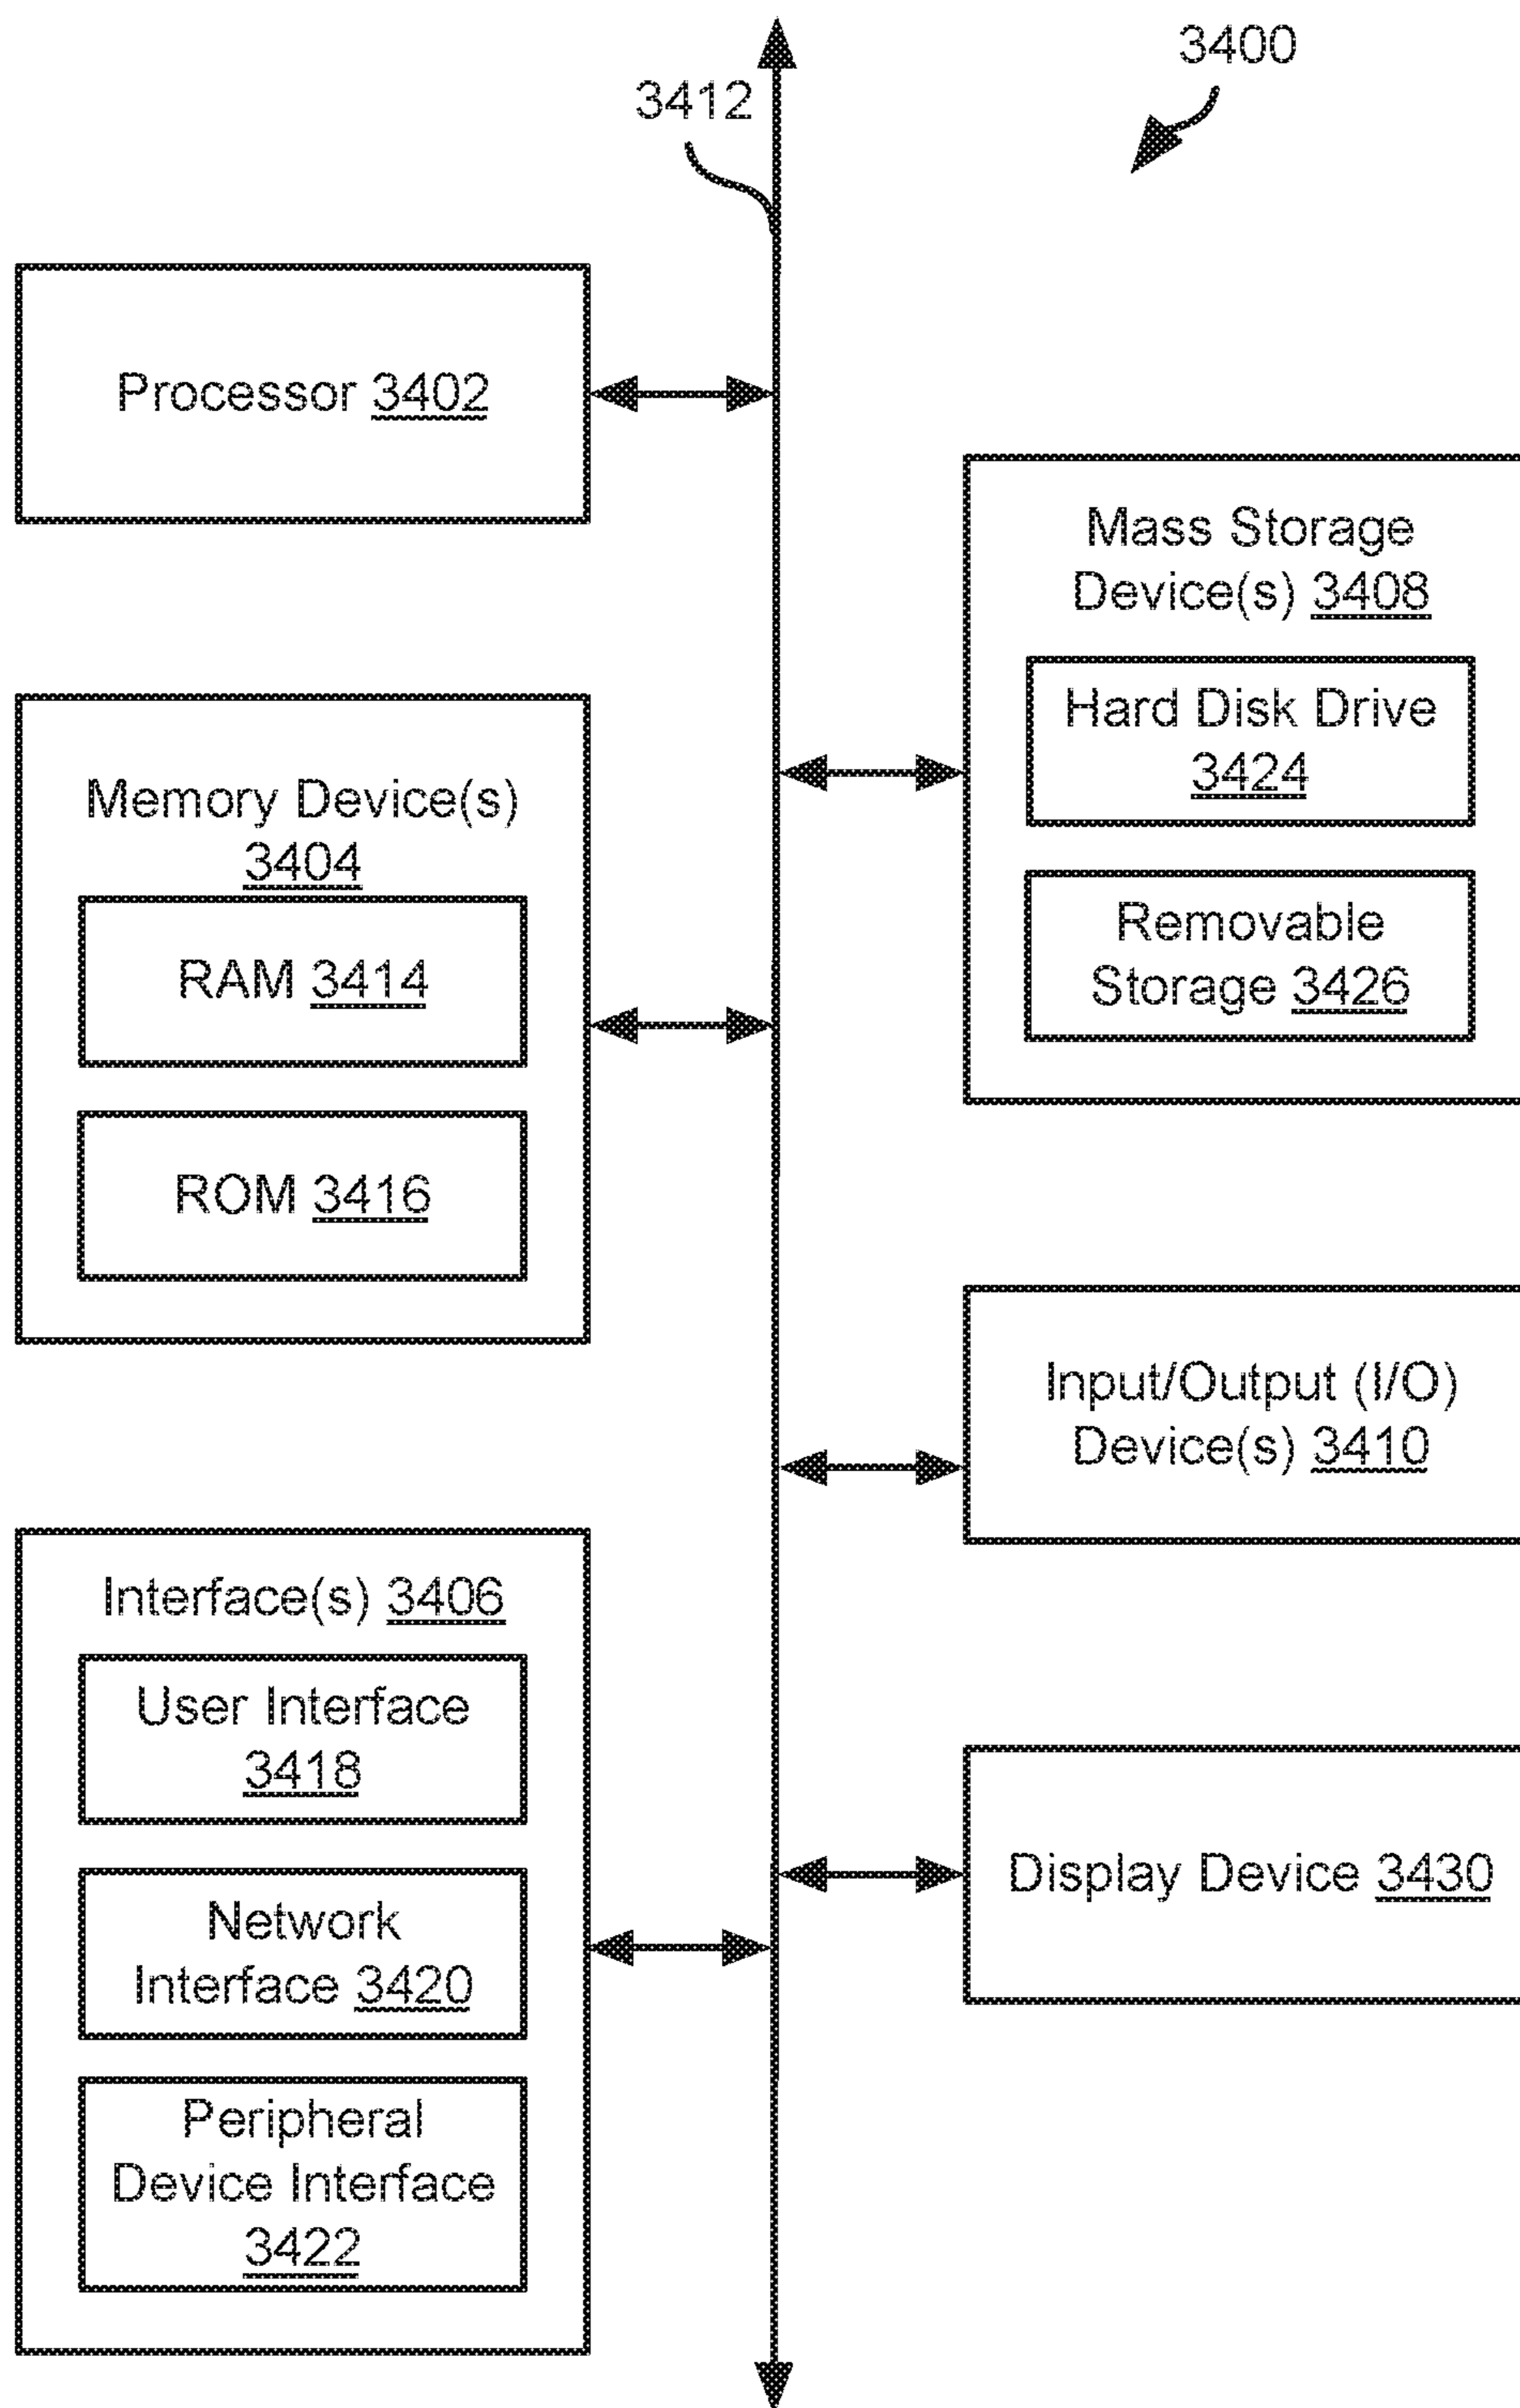 3400
3412
Processor 3402
Mass Storage
Device(s) 3408
Hard Disk Drive
3424
Removable
Storage 3426
Memory Device(s)
3404
RAM 3414
ROM 3416
Input/Output (I/O)
Device(s) 3410
Interface(s) 3406
User Interface
3418
Network
Interface 3420
Peripheral
Device Interface
3422
Display Device 3430